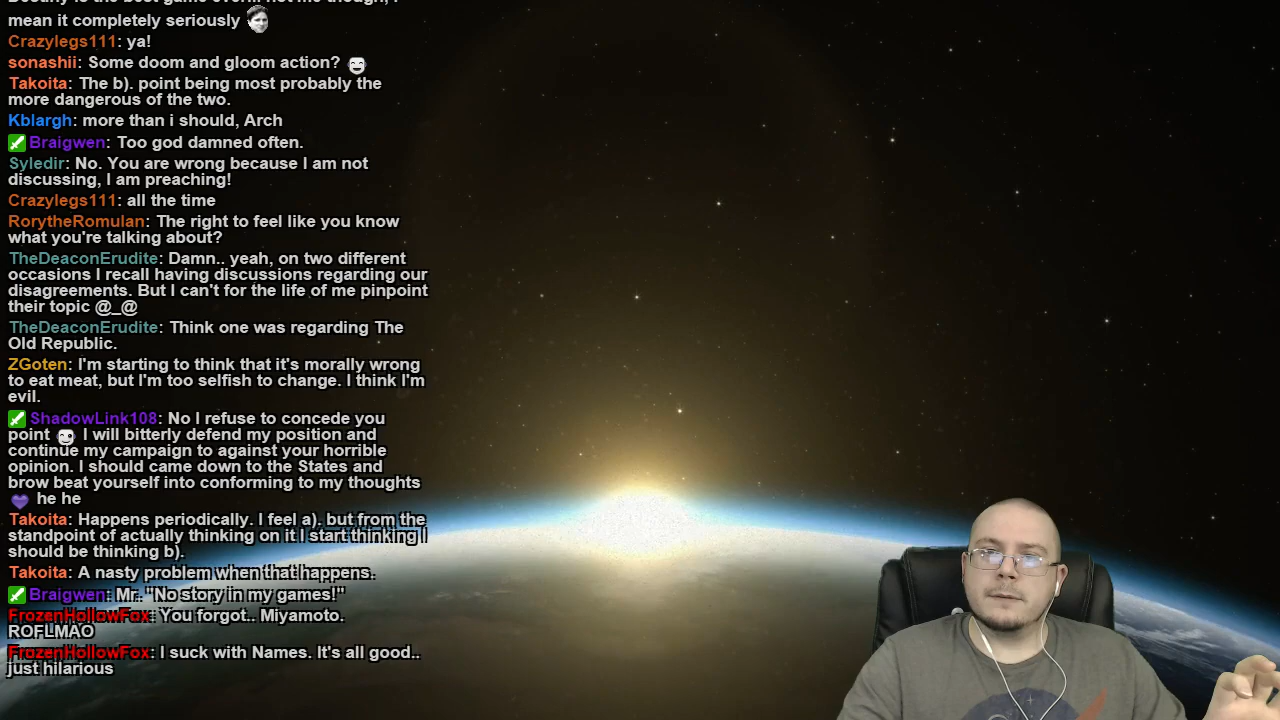 mean it completely seriously
Crazylegs111: ya!
sonashii: Some doom and gloom action?
Takoita: The b). point being most probably the
more dangerous of the two.
Kblargh: more than i should, Arch
Braigwen: Too god damned often.
Syledir: No. You are wrong because I am not
discussing, I am preaching!
Crazylegs111: all the time
RorytheRomulan: The right to feel like you know
what you're talking about?
TheDeaconErudite: Damn.. yeah, on two different
occasions I recall having discussions regarding our
disagreements. But I can't for the life of me pinpoint
their topic @_@
TheDeaconErudite: Think one was regarding The
Old Republic.
ZGoten: I'm starting to think that it's morally wrong
to eat meat, but I'm too selfish to change. I think I'm
evil.
ShadowLink108: No I refuse to concede you
point I will bitterly defend my position and
continue my campaign to against your horrible
opinion. I should came down to the States and
brow beat yourself into conforming to my thoughts
he he
Takoita: Happens periodically. I feel a). but from the
standpoint of actually thinking on it I start thinking I
should be thinking b).
Takoita: A nasty problem when that happens.
Braigwen: Mr.. "No story in my games!"
FrozenHollowFox: You forgot.. Miyamoto.
ROFLMAO
FrozenHollowFox: I suck with Names. It's all good..
just hilarious